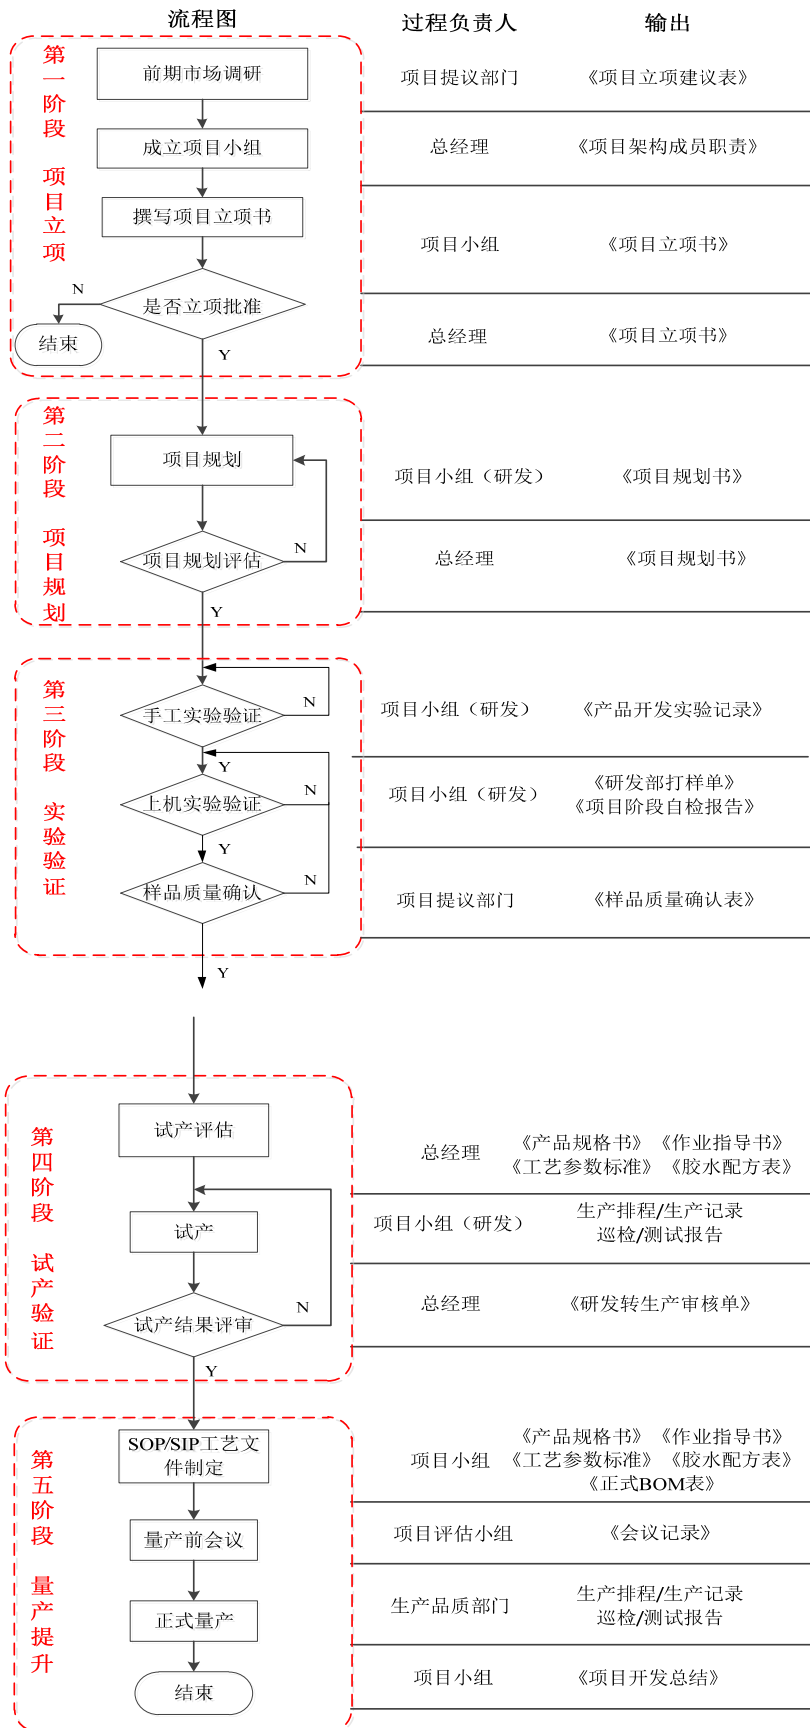 流程图 过程负责人 输出
第一阶段 项目立项
前期市场调研 项目提议部门 《项目立项建议表》
成立项目小组 总经理 《项目架构成员职责》
撰写项目立项书 项目小组 《项目立项书》
是否立项批准 总经理 《项目立项书》
N
结束
Y
第二阶段 项目规划
项目规划 项目小组（研发） 《项目规划书》
项目规划评估 总经理 《项目规划书》
N
Y
第三阶段 实验验证
手工实验验证 项目小组（研发） 《产品开发实验记录》
N
Y
上机实验验证 项目小组（研发） 《研发部打样单》
《项目阶段自检报告》
N
Y
样品质量确认 项目提议部门 《样品质量确认表》
N
Y
第四阶段 试产验证
试产评估 总经理 《产品规格书》《作业指导书》
《工艺参数标准》《胶水配方表》
试产 项目小组（研发） 生产排程/生产记录
巡检/测试报告
试产结果评审 总经理 《研发转生产审核单》
N
Y
第五阶段 量产提升
SOP/SIP工艺文
件制定
项目小组
《产品规格书》《作业指导书》
《工艺参数标准》《胶水配方表》
《正式BOM表》
量产前会议 项目评估小组 《会议记录》
正式量产 生产品质部门 生产排程/生产记录
巡检/测试报告
结束 项目小组 《项目开发总结》